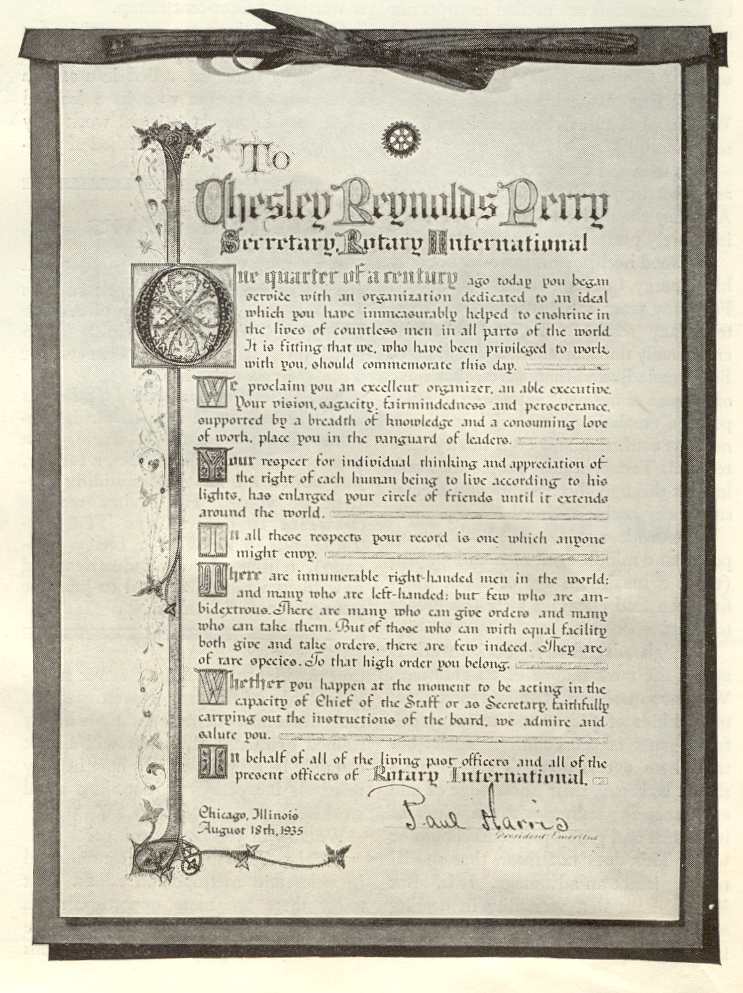 To
Chesley Reynolds Perry
Secretary, Rotary International
One quarter of a century ago today you began
service with an organization dedicated to an ideal
which you have immeasurably helped to enshrine in
the lives of countless men in all parts of the world.
It is fitting that we, who have been privileged to work
with you, should commemorate this day.
We proclaim you an excellent organizer, an able executive.
Your vision, sagacity, fairmindedness and perseverance,
supported by a breadth of knowledge and a consuming love
of work, place you in the vanguard of leaders.
Your respect for individual thinking and appreciation of
the right of each human being to live according to his
lights, has enlarged your circle of friends until it extends
around the world.
In all these respects your record is one which anyone
might envy.
There are innumerable right-handed men in the world;
and many who are left-handed; but few who are am-
bidextrous. There are many who can give orders and many
who can take them. But of those who can with equal facility
both give and take orders, there are few indeed. They are
of rare species. To that high order you belong.
Whether you happen at the moment to be acting in the
capacity of Chief of the Staff or as Secretary, faithfully
carrying out the instructions of the board, we admire and
salute you.
In behalf of all of the living past officers and all of the
present officers of Rotary International.
Chicago, Illinois
August 18th, 1935
Paul Harris
President Emeritus